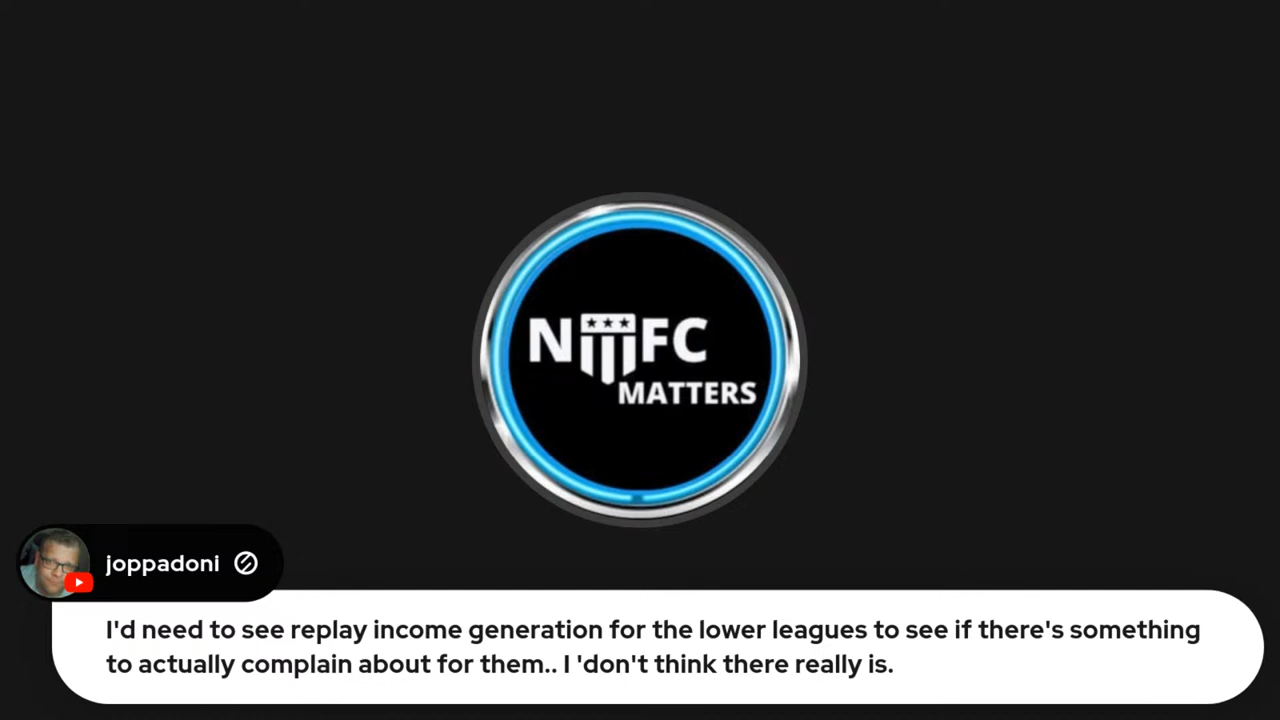 NIIIFC
MATTERS
joppadoni
I'd need to see replay income generation for the lower leagues to see if there's something
to actually complain about for them.. I 'don't think there really is.